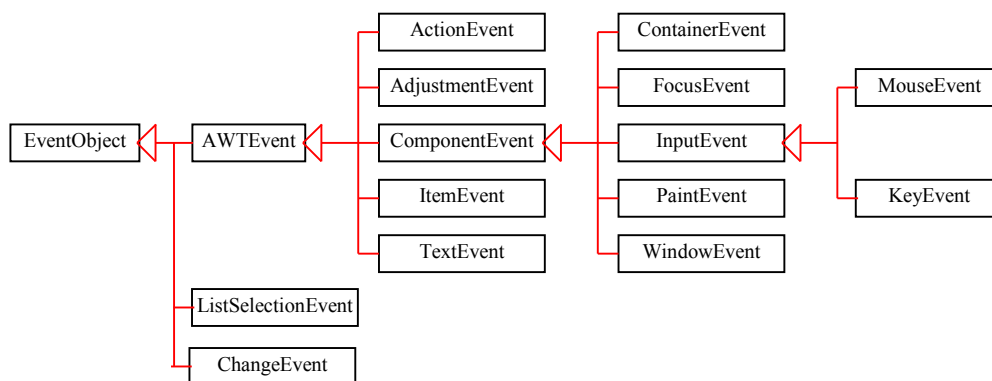 ActionEvent
ContainerEvent
AdjustmentEvent
FocusEvent
MouseEvent
EventObject
AWTEvent
ComponentEvent
InputEvent
ItemEvent
PaintEvent
KeyEvent
TextEvent
WindowEvent
ListSelectionEvent
ChangeEvent